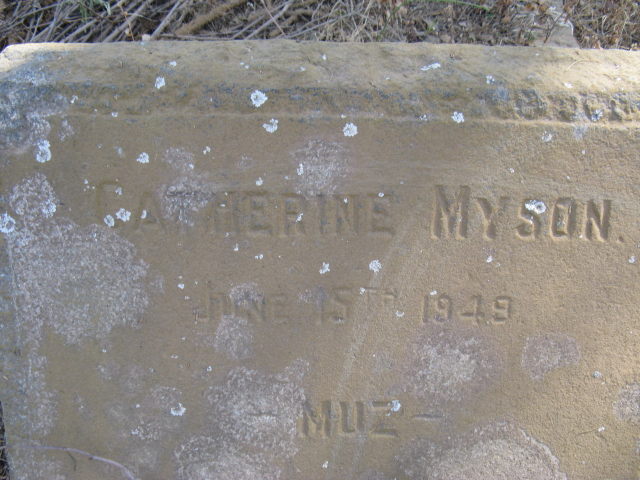 CATHERINE MYSON.
JUNE 15TH 1949.
- MUZ -